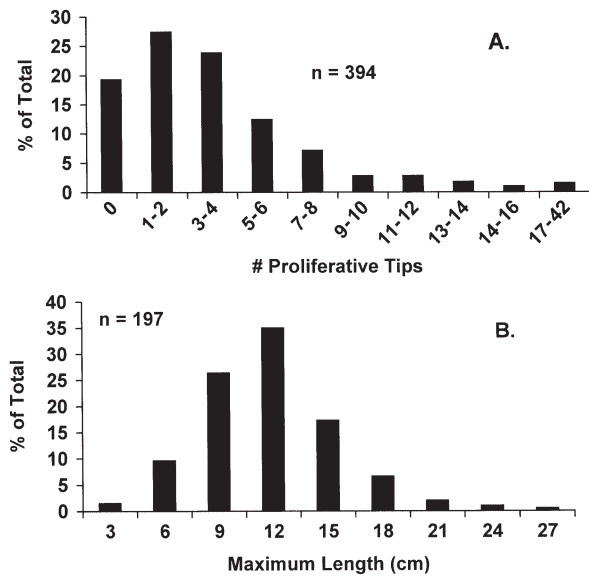 A.
n = 394
% of Total
30
25
20
15
10
5
0
0 1-2 3-4 5-6 7-8 9-10 11-12 13-14 14-16 17-42
# Proliferative Tips
B.
n = 197
% of Total
40
35
30
25
20
15
10
5
0
3 6 9 12 15 18 21 24 27
Maximum Length (cm)